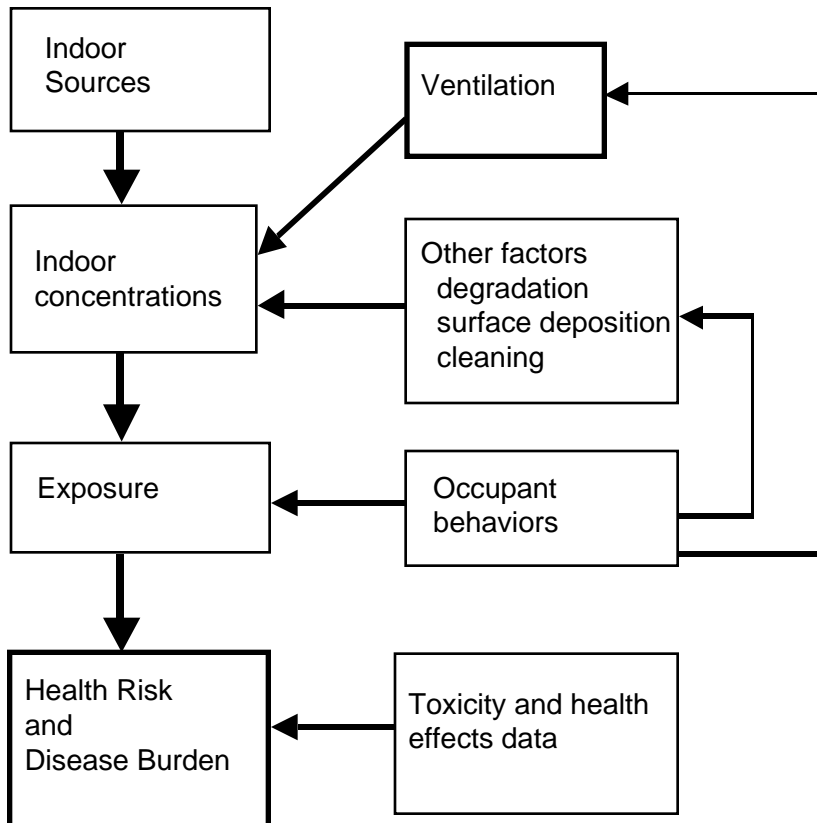 Indoor
Sources
Ventilation
Indoor
concentrations
Other factors
degradation
surface deposition
cleaning
Exposure
Occupant
behaviors
Health Risk
and
Disease Burden
Toxicity and health
effects data